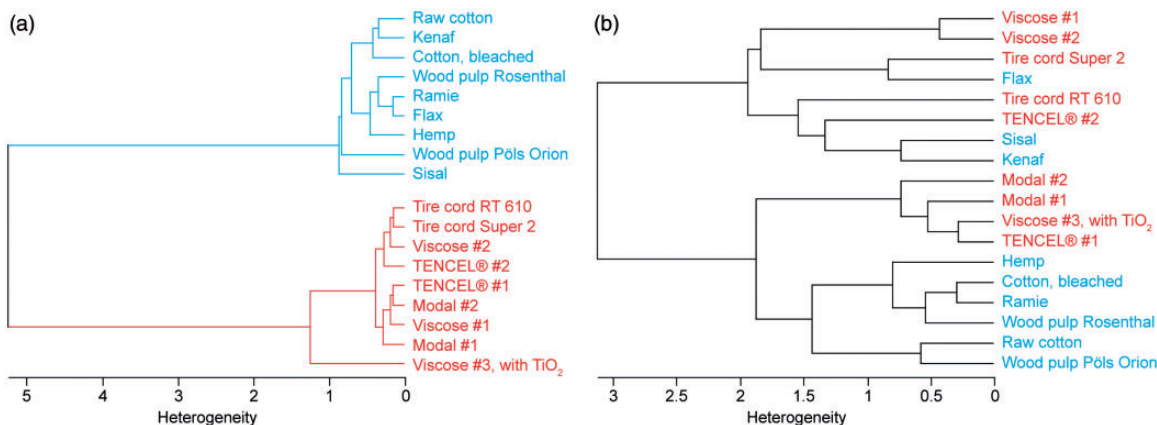 (a)
Raw cotton
Kenaf
Cotton, bleached
Wood pulp Rosenthal
Ramie
Flax
Hemp
Wood pulp Pöls Orion
Sisal
Tire cord RT 610
Tire cord Super 2
Viscose #2
TENCEL® #2
TENCEL® #1
Modal #2
Viscose #1
Modal #1
Viscose #3, with TiO₂
5 4 3 2 1 0
Heterogeneity
(b)
Viscose #1
Viscose #2
Tire cord Super 2
Flax
Tire cord RT 610
TENCEL® #2
Sisal
Kenaf
Modal #2
Modal #1
Viscose #3, with TiO₂
TENCEL® #1
Hemp
Cotton, bleached
Ramie
Wood pulp Rosenthal
Raw cotton
Wood pulp Pöls Orion
3 2.5 2 1.5 1 0.5 0
Heterogeneity